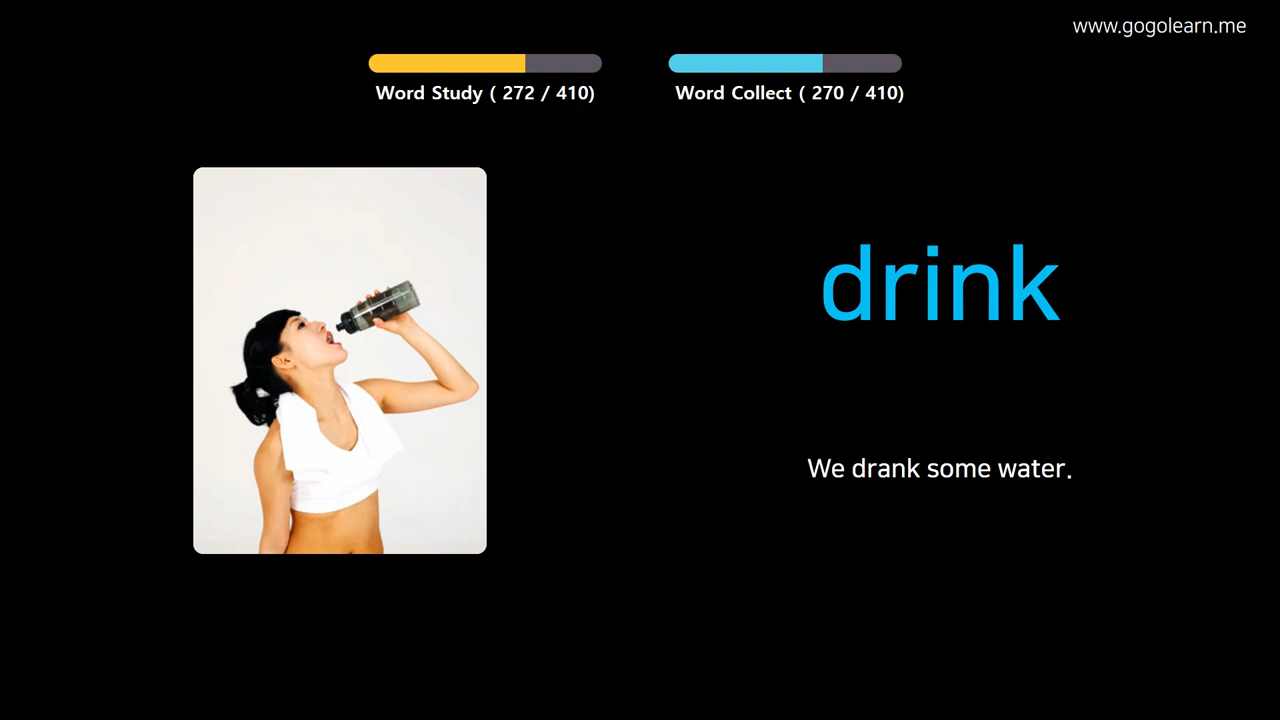 www.gogolearn.me
Word Study ( 272 / 410)
Word Collect ( 270 / 410)
drink
We drank some water.